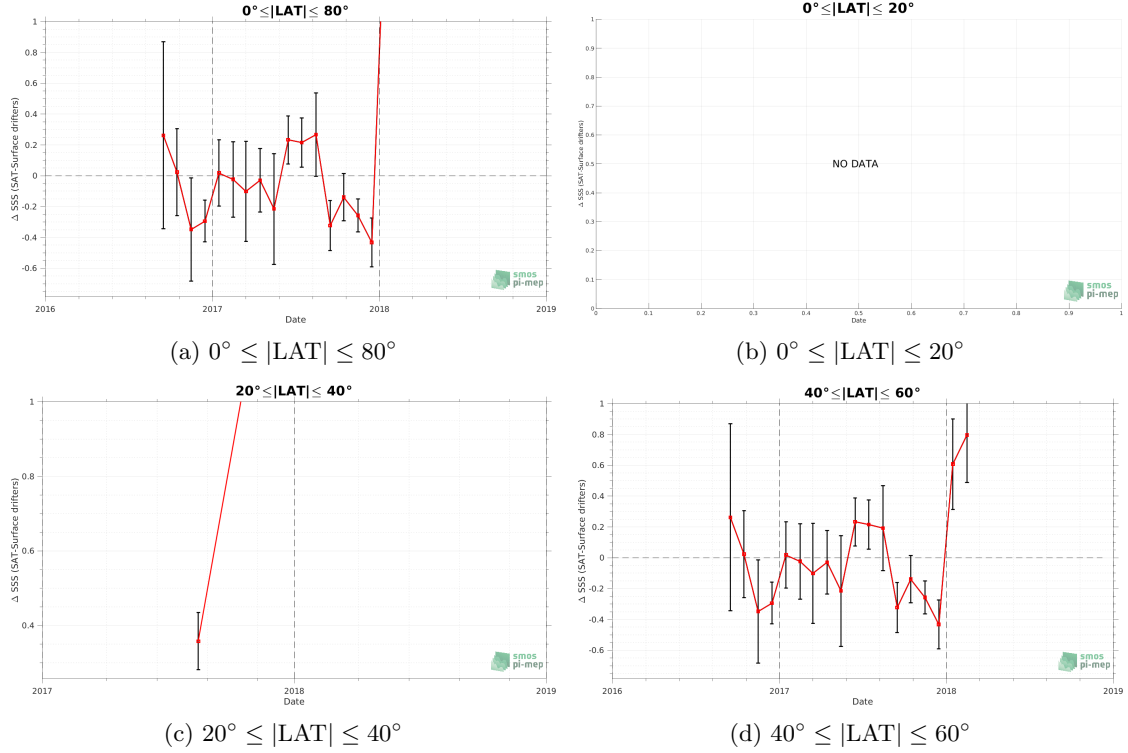 0°≤|LAT|≤ 80°
1
0.8
0.6
0.4
0.2
0
-0.2
-0.4
-0.6
Δ SSS (SAT-Surface drifters)
2016
2017
2018
2019
Date
smos
pi-mep
(a) 0° ≤ |LAT| ≤ 80°
0°≤|LAT|≤ 20°
1
0.9
0.8
0.7
0.6
0.5
0.4
0.3
0.2
0.1
0
Δ SSS (SAT-Surface drifters)
NO DATA
0
0.1
0.2
0.3
0.4
0.5
0.6
0.7
0.8
0.9
1
Date
smos
pi-mep
(b) 0° ≤ |LAT| ≤ 20°
20°≤|LAT|≤ 40°
1
0.8
0.6
0.4
Δ SSS (SAT-Surface drifters)
2017
2018
2019
Date
smos
pi-mep
(c) 20° ≤ |LAT| ≤ 40°
40°≤|LAT|≤ 60°
1
0.8
0.6
0.4
0.2
0
-0.2
-0.4
-0.6
Δ SSS (SAT-Surface drifters)
2016
2017
2018
2019
Date
smos
pi-mep
(d) 40° ≤ |LAT| ≤ 60°